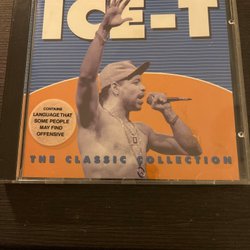 ICE-T
CONTAINS
LANGUAGE THAT
SOME PEOPLE
MAY FIND
OFFENSIVE
THE CLASSIC COLLECTION